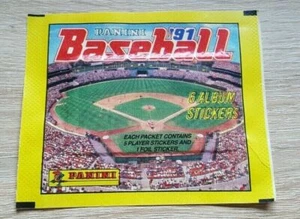 PANINI '91
Baseball
6 ALBUM
STICKERS
EACH PACKET CONTAINS
5 PLAYER STICKERS AND
1 FOIL STICKER.
PANINI